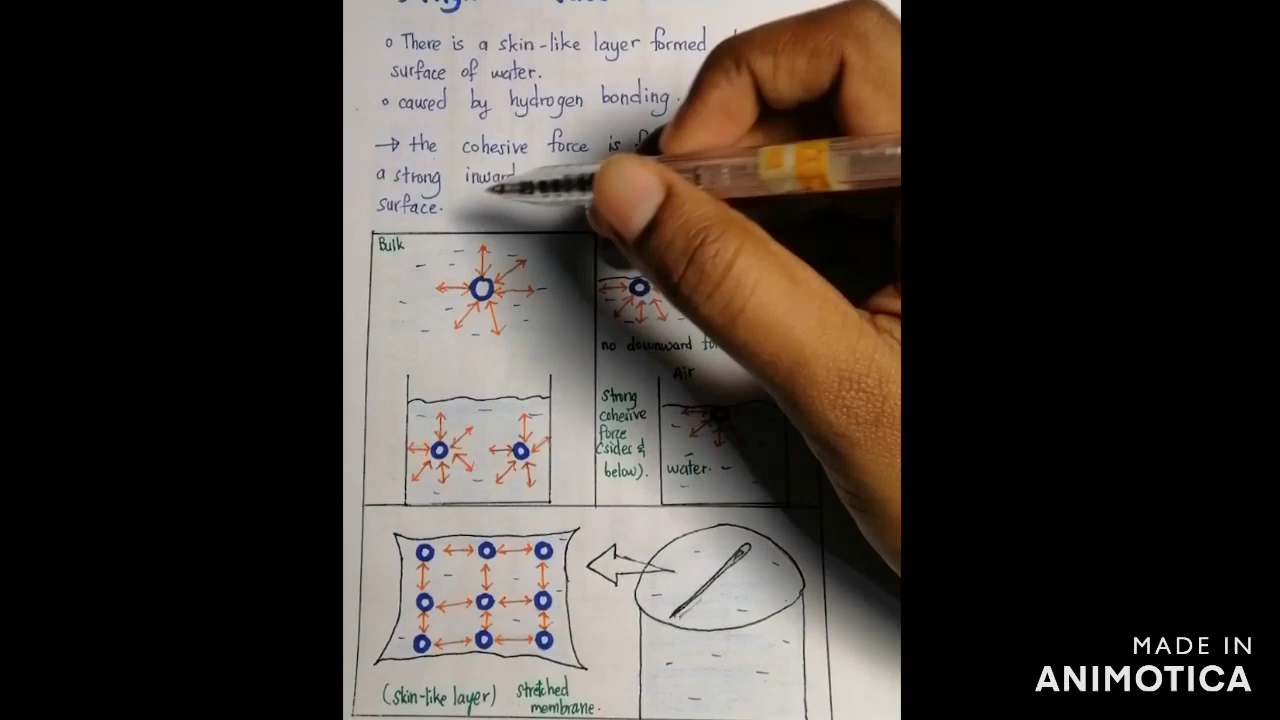 There is a skin-like layer formed
surface of water.
caused by hydrogen bonding.
→ the cohesive force is
a strong inward
surface.
Bulk
no downward
Air
Strong
cohesive
force
(sides &
below).
water.
(skin-like layer) stretched
membrane.
MADE IN
ANIMOTICA